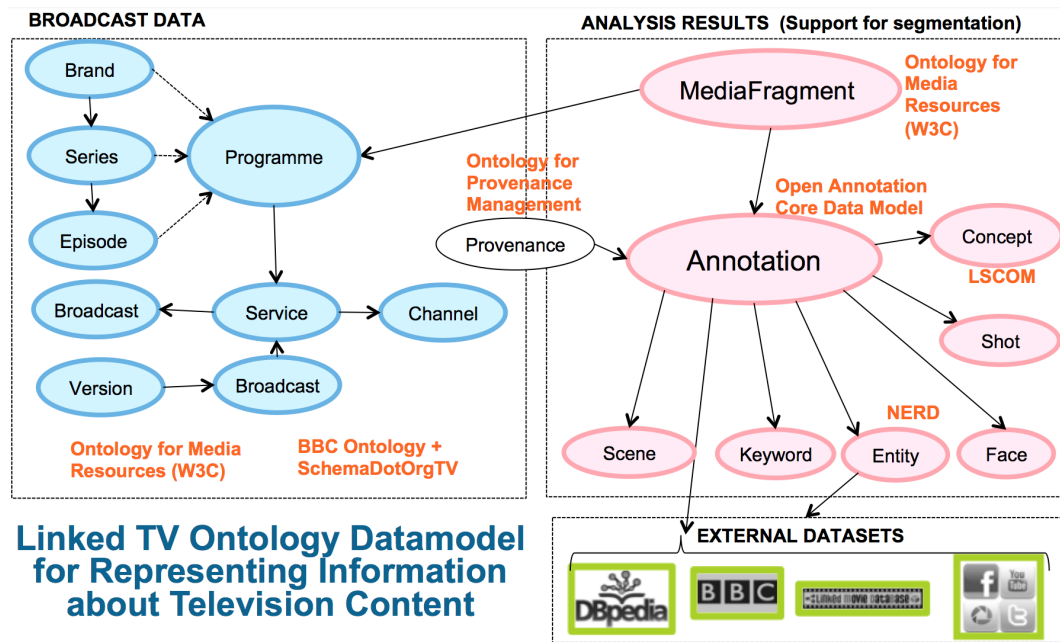 BROADCAST DATA
Brand
Series
Episode
Programme
Broadcast
Service
Channel
Version
Broadcast
Ontology for Media
Resources (W3C)
BBC Ontology +
SchemaDotOrgTV
ANALYSIS RESULTS (Support for segmentation)
MediaFragment
Ontology for
Media
Resources
(W3C)
Ontology for
Provenance
Management
Provenance
Open Annotation
Core Data Model
Annotation
Concept
LSCOM
Shot
NERD
Scene
Keyword
Entity
Face
Linked TV Ontology Datamodel
for Representing Information
about Television Content
EXTERNAL DATASETS
DBpedia
BBC
Linked Movie DataBase
f
You
Tube
t